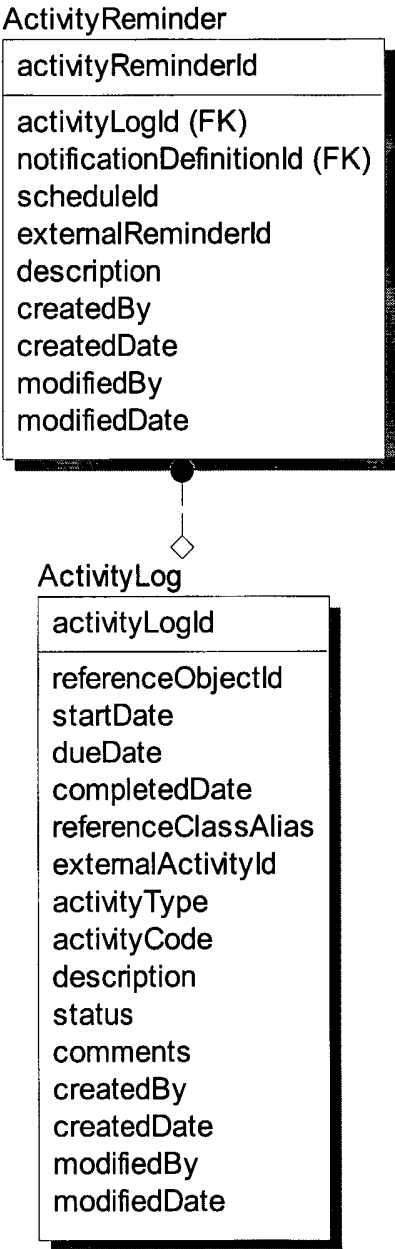 ActivityReminder
activityReminderId
activityLogId (FK)
notificationDefinitionId (FK)
scheduleId
externalReminderId
description
createdBy
createdDate
modifiedBy
modifiedDate
ActivityLog
activityLogId
referenceObjectId
startDate
dueDate
completedDate
referenceClassAlias
externalActivityId
activityType
activityCode
description
status
comments
createdBy
createdDate
modifiedBy
modifiedDate